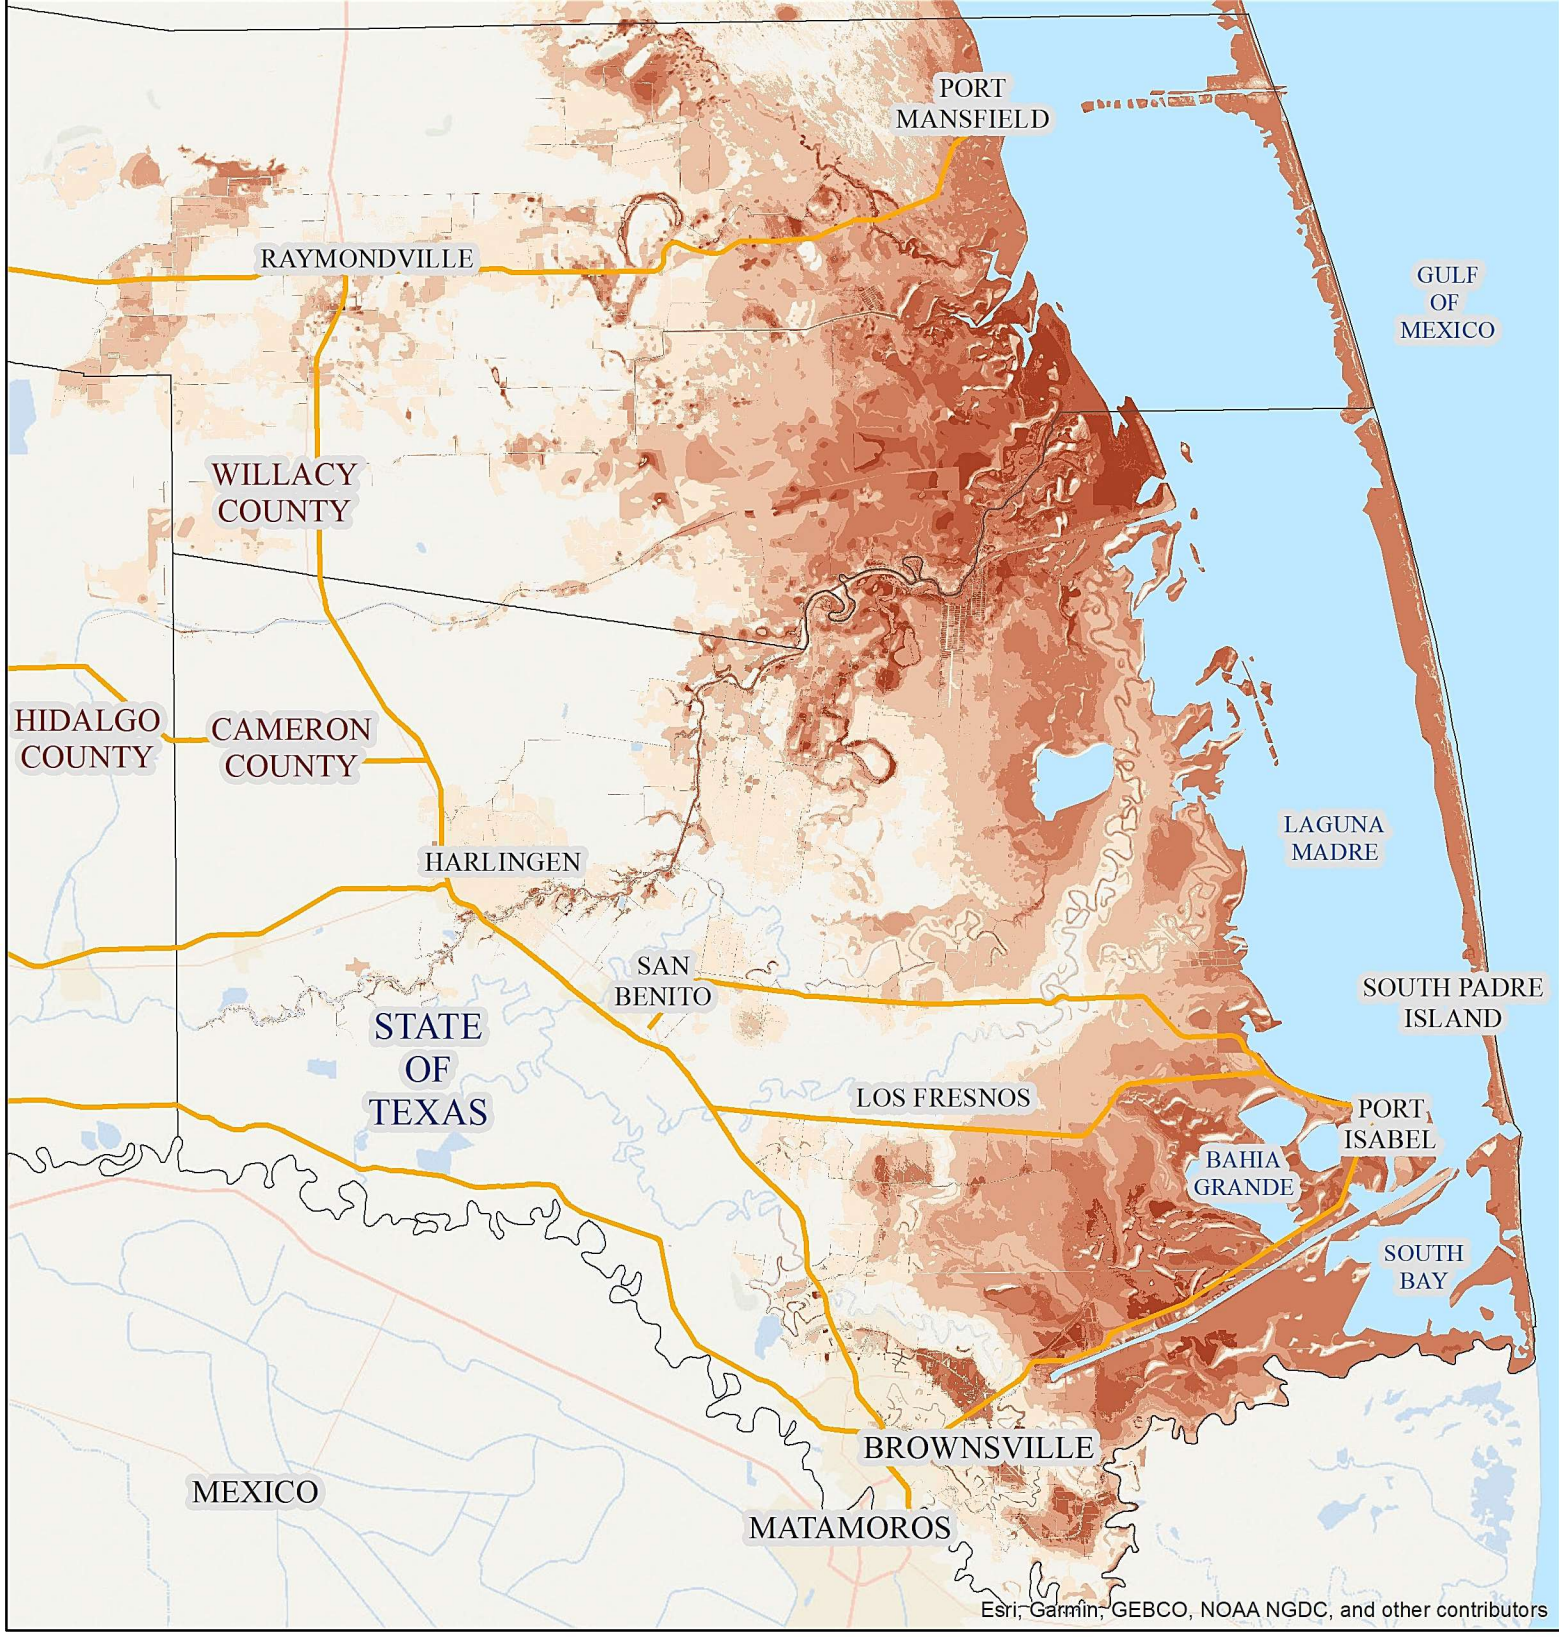 PORT
MANSFIELD
RAYMONDVILLE
GULF
OF
MEXICO
WILLACY
COUNTY
HIDALGO
COUNTY
CAMERON
COUNTY
LAGUNA
MADRE
HARLINGEN
SAN
BENITO
SOUTH PADRE
ISLAND
STATE
OF
TEXAS
LOS FRESNOS
PORT
ISABEL
BAHIA
GRANDE
SOUTH
BAY
BROWNSVILLE
MEXICO
MATAMOROS
Esri, Garmin, GEBCO, NOAA NGDC, and other contributors